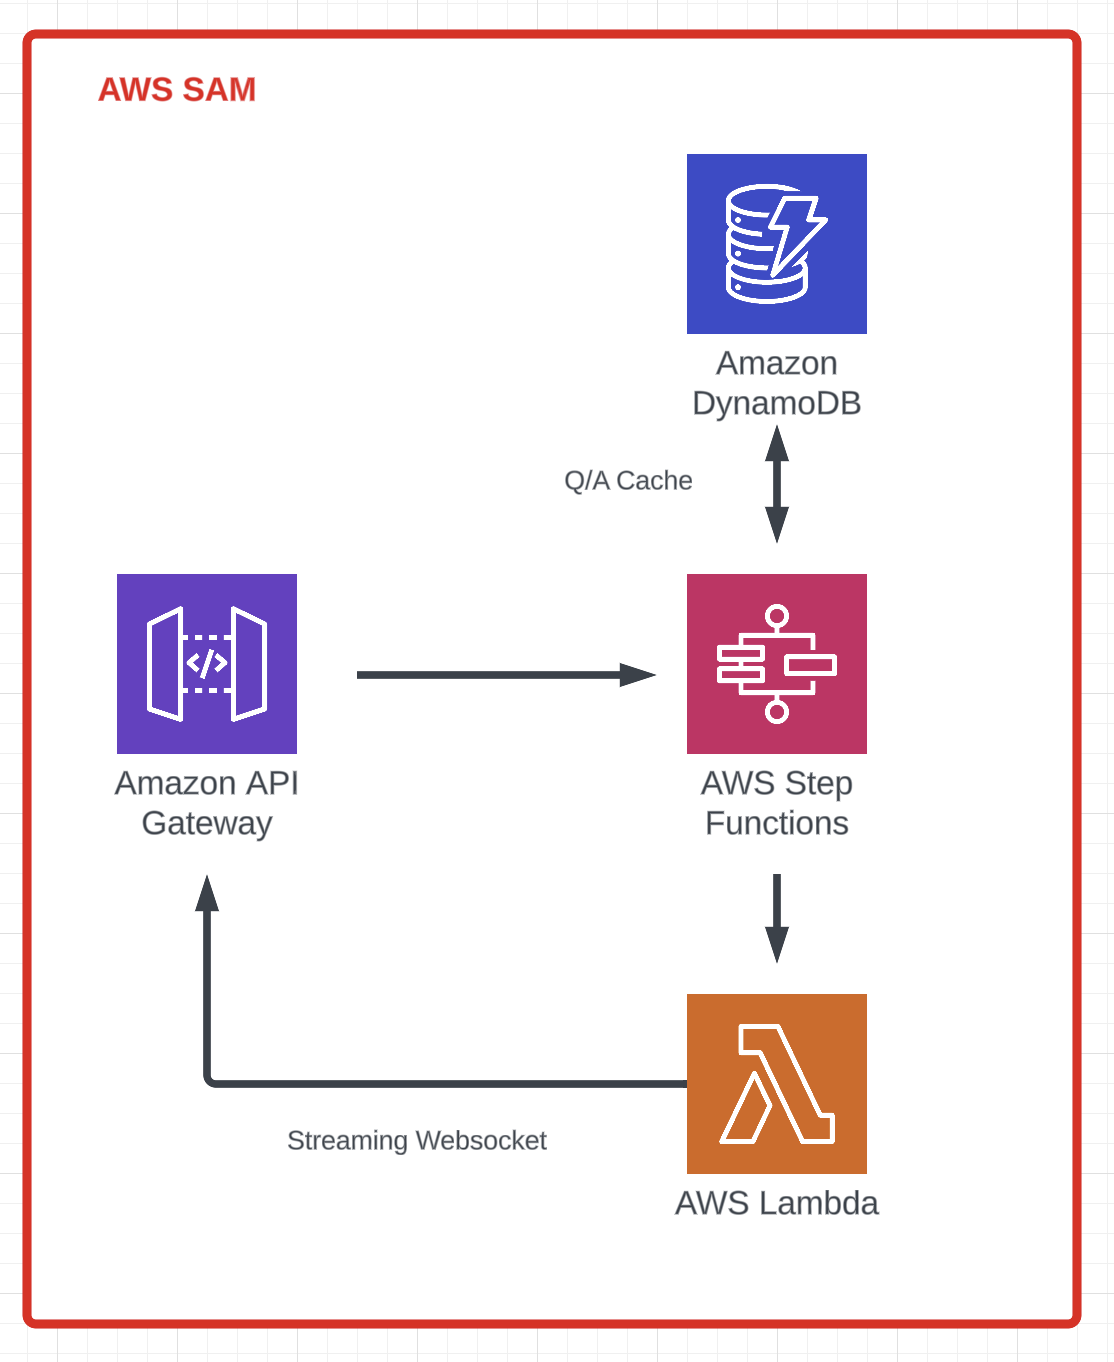 AWS SAM
Amazon
DynamoDB
Q/A Cache
</>
Amazon API
Gateway
AWS Step
Functions
Streaming Websocket
AWS Lambda